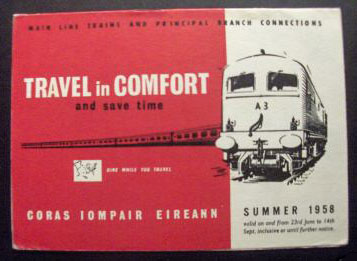 MAIN LINE TRAINS AND PRINCIPAL BRANCH CONNECTIONS
TRAVEL in COMFORT
and save time
A3
DINE WHILE YOU TRAVEL
CORAS IOMPAIR EIREANN
SUMMER 1958
valid on and from 23rd June to 14th
Sept. inclusive or until further notice.